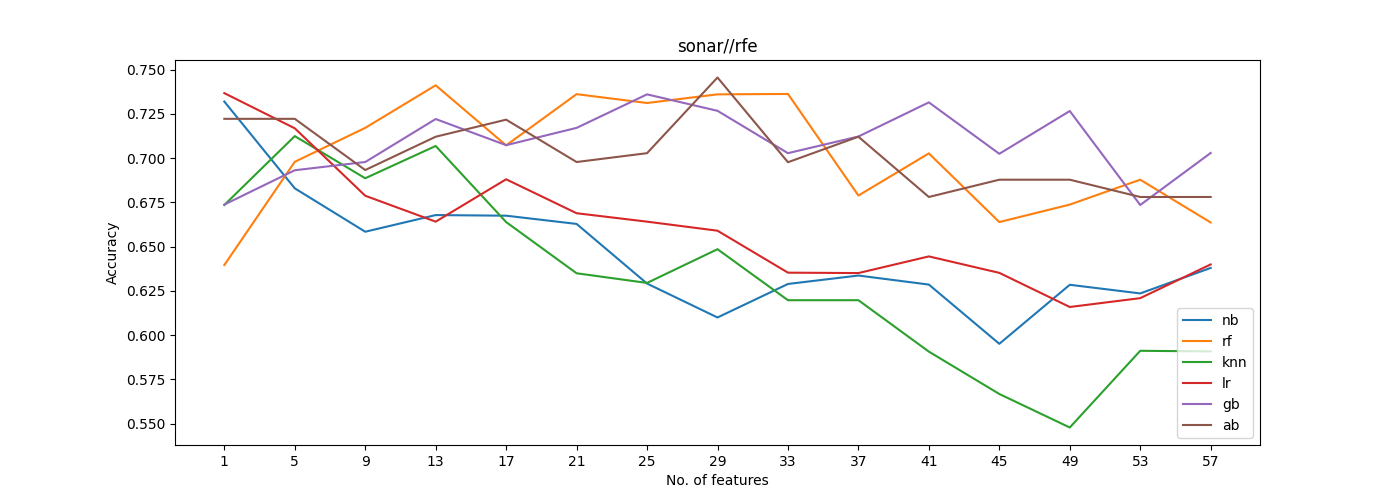 sonar//rfe
Accuracy
0.750
0.725
0.700
0.675
0.650
0.625
0.600
0.575
0.550
1 5 9 13 17 21 25 29 33 37 41 45 49 53 57
No. of features
nb
rf
knn
lr
gb
ab